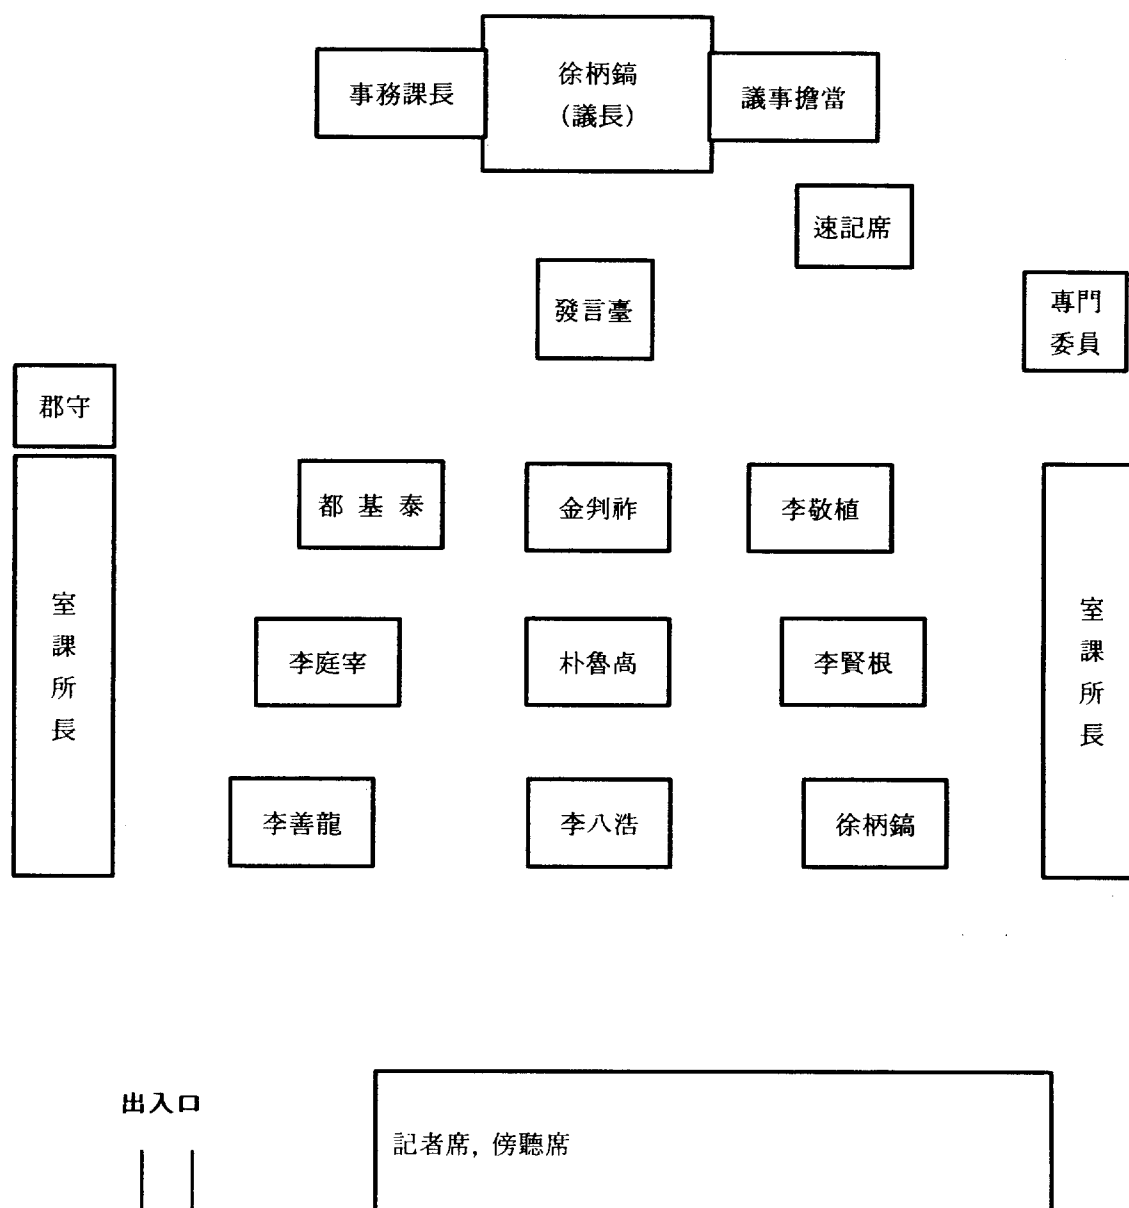 事務課長
徐柄鎬
(議長)
議事擔當
速記席
發言臺
專門
委員
郡守
都 基 泰
金判祚
李敬植
室
課
所
長
李庭宰
朴魯卨
李賢根
室
課
所
長
李善龍
李八浩
徐柄鎬
出入口
記者席, 傍聽席